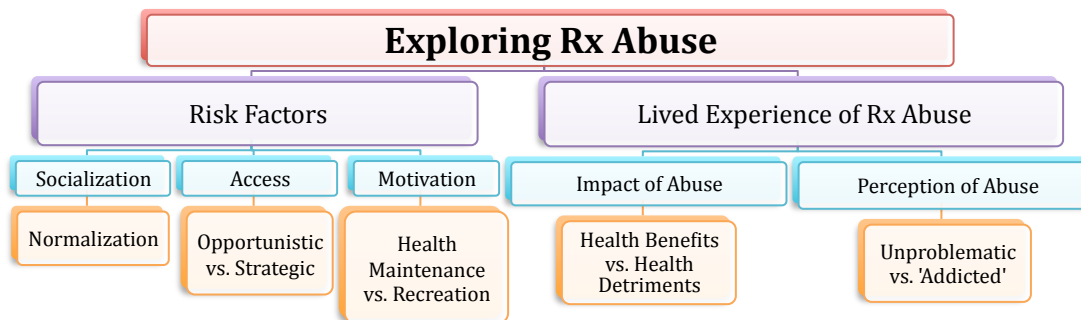 Exploring Rx Abuse
Risk Factors
Lived Experience of Rx Abuse
Socialization
Access
Motivation
Impact of Abuse
Perception of Abuse
Normalization
Opportunistic
vs. Strategic
Health
Maintenance
vs. Recreation
Health Benefits
vs. Health
Detriments
Unproblematic
vs. 'Addicted'